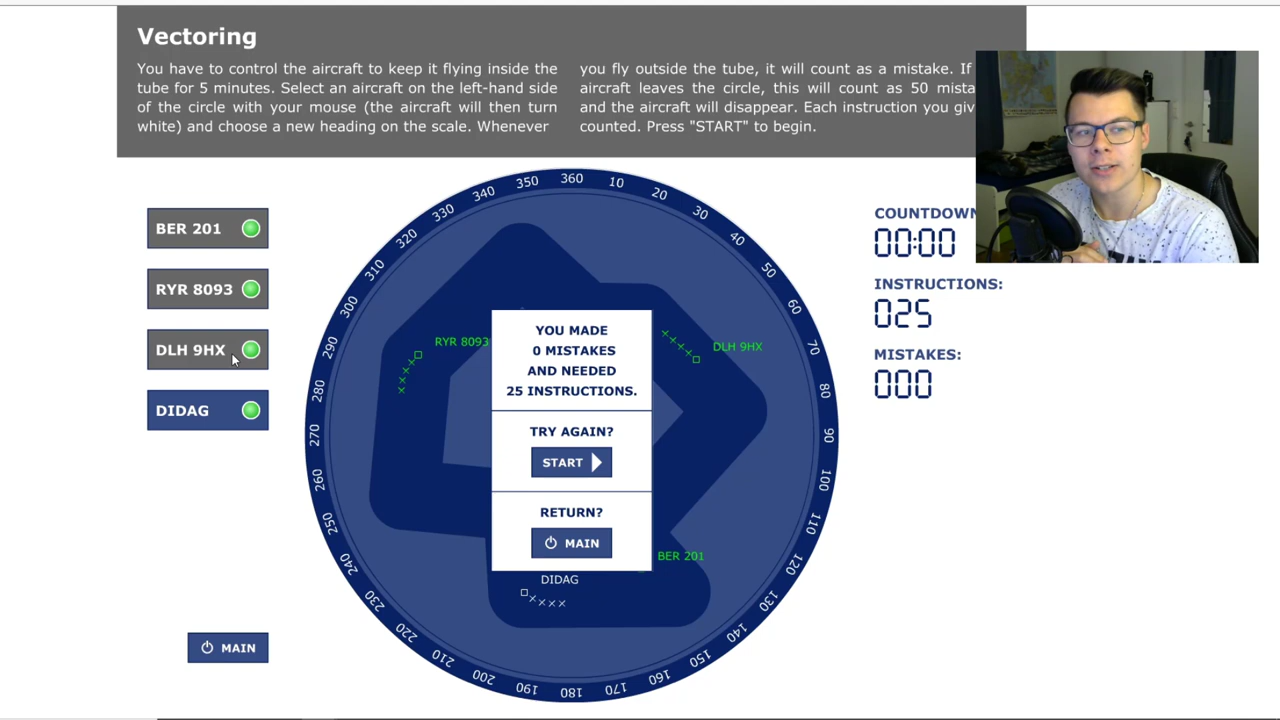 Vectoring
You have to control the aircraft to keep it flying inside the
tube for 5 minutes. Select an aircraft on the left-hand side
of the circle with your mouse (the aircraft will then turn
white) and choose a new heading on the scale. Whenever
you fly outside the tube, it will count as a mistake. If
aircraft leaves the circle, this will count as 50 mista
and the aircraft will disappear. Each instruction you giv
counted. Press "START" to begin.
BER 201
RYR 8093
DLH 9HX
DIDAG
MAIN
360
10
20
30
40
50
60
70
80
90
100
110
120
130
140
150
160
170
180
190
200
210
220
230
240
250
260
270
280
290
300
310
320
330
340
350
RYR 8093
DLH 9HX
BER 201
DIDAG
YOU MADE
0 MISTAKES
AND NEEDED
25 INSTRUCTIONS.
TRY AGAIN?
START
RETURN?
MAIN
COUNTDOWN
00:00
INSTRUCTIONS:
025
MISTAKES:
000